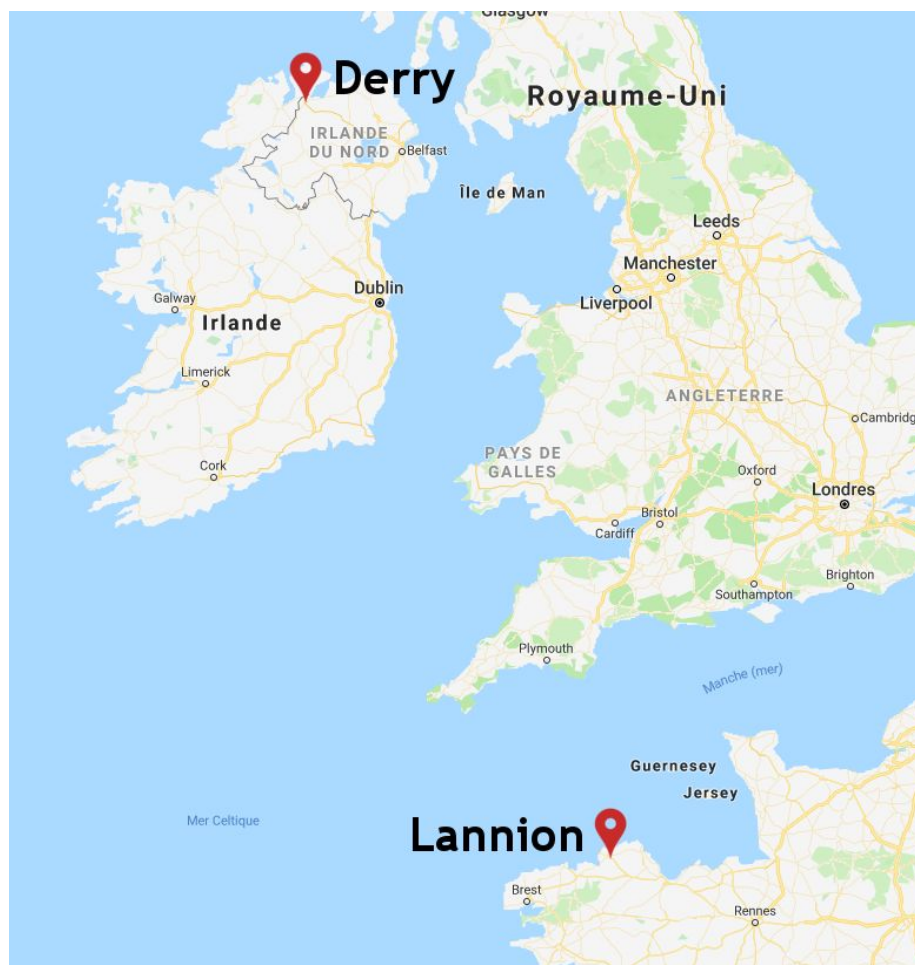 Glasgow
Derry
Royaume-Uni
IRLANDE
DU NORD
Belfast
Île de Man
Leeds
Manchester
Dublin
Liverpool
Galway
Irlande
Limerick
ANGLETERRE
Cambridg
PAYS DE
GALLES
Cork
Oxford
Londres
Bristol
Cardiff
Brighton
Southampton
Plymouth
Manche (mer)
Guernesey
Jersey
Mer Celtique
Lannion
Brest
Rennes